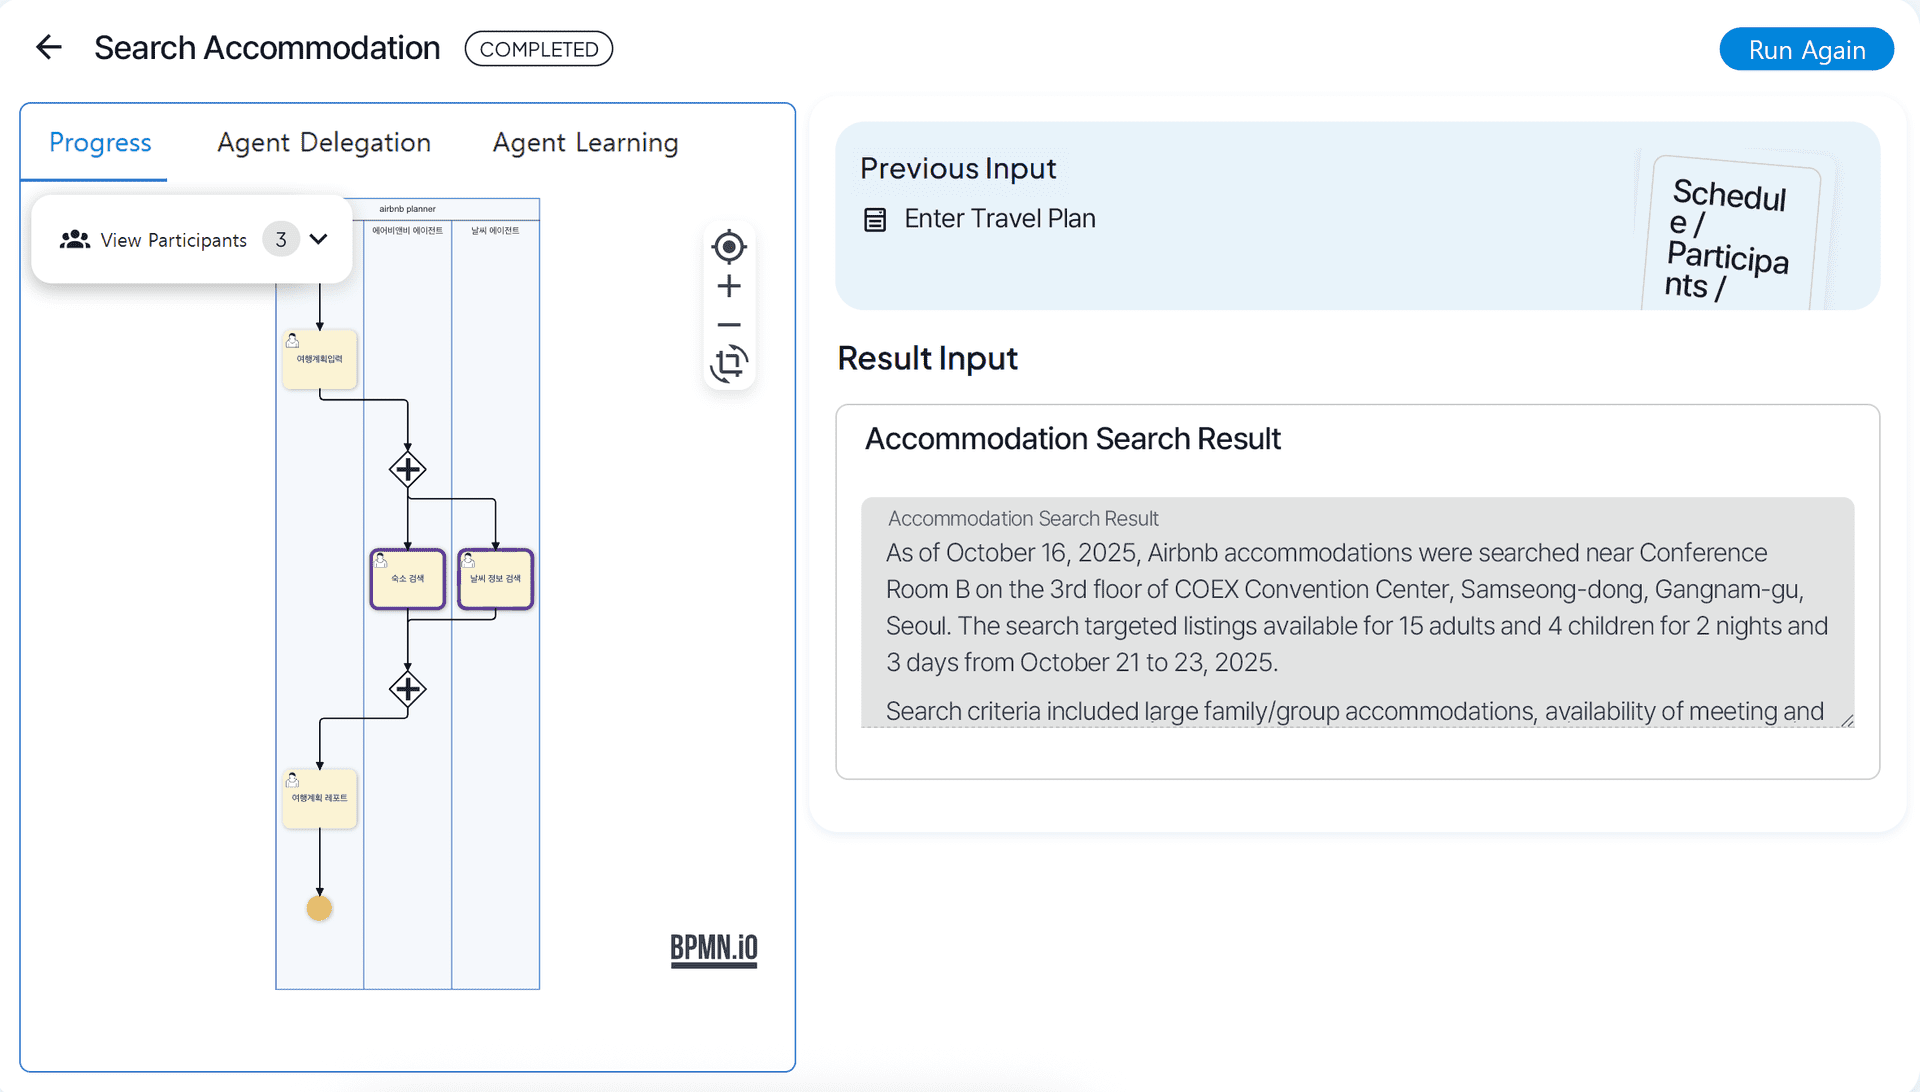 Search Accommodation
COMPLETED
Run Again
Progress
Agent Delegation
Agent Learning
View Participants
3
airbnb planner
에어비앤비 에이전트
날씨 에이전트
여행계획입력
숙소 검색
날씨 정보 검색
여행계획 레포트
BPMN.iO
Previous Input
Enter Travel Plan
Schedul
e /
Participa
nts /
Result Input
Accommodation Search Result
Accommodation Search Result
As of October 16, 2025, Airbnb accommodations were searched near Conference
Room B on the 3rd floor of COEX Convention Center, Samseong-dong, Gangnam-gu,
Seoul. The search targeted listings available for 15 adults and 4 children for 2 nights and
3 days from October 21 to 23, 2025.
Search criteria included large family/group accommodations, availability of meeting and